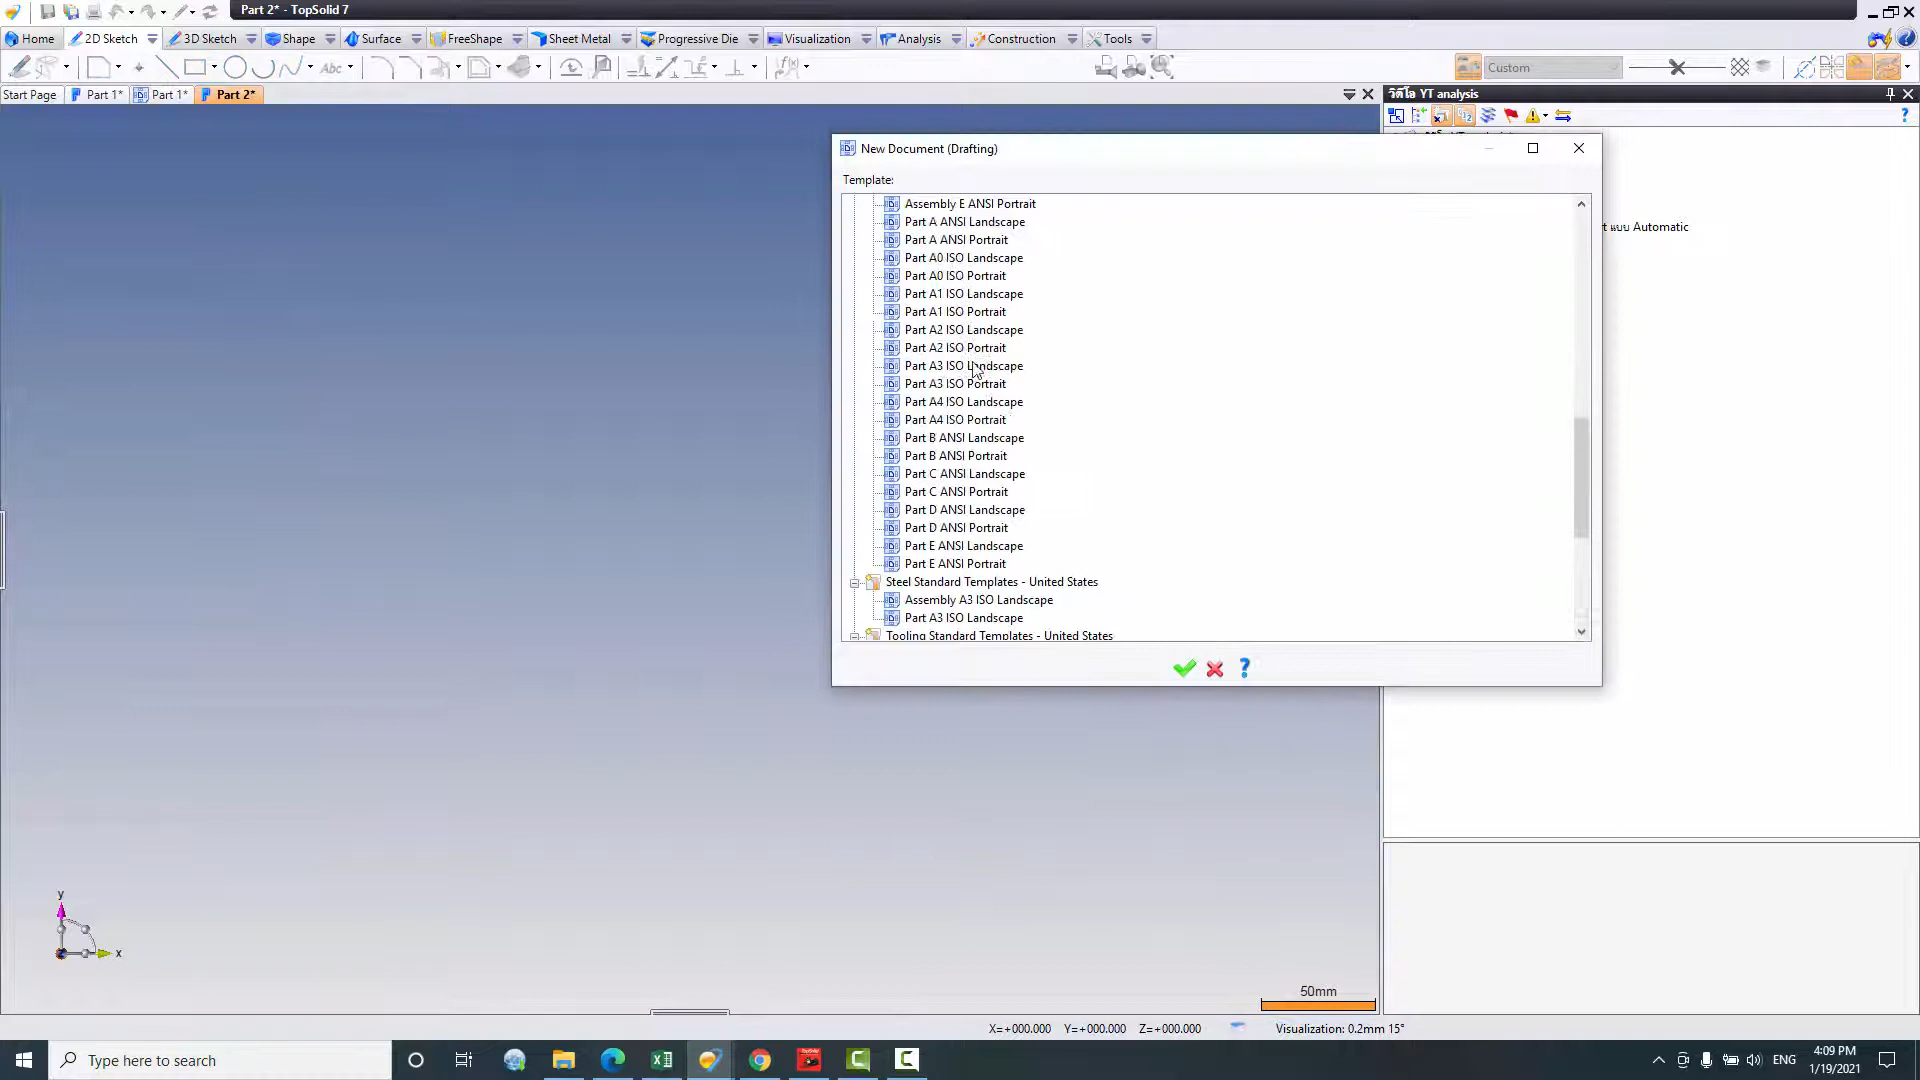 Part 2* - TopSolid 7
Home 2D Sketch 3D Sketch Shape Surface FreeShape Sheet Metal Progressive Die Visualization Analysis Construction Tools
Abc Custom
Start Page Part 1* Part 1* Part 2*
วิดีโอ YT analysis
New Document (Drafting)
Template:
Assembly E ANSI Portrait
Part A ANSI Landscape
Part A ANSI Portrait
t แบบ Automatic
Part A0 ISO Landscape
Part A0 ISO Portrait
Part A1 ISO Landscape
Part A1 ISO Portrait
Part A2 ISO Landscape
Part A2 ISO Portrait
Part A3 ISO Landscape
Part A3 ISO Portrait
Part A4 ISO Landscape
Part A4 ISO Portrait
Part B ANSI Landscape
Part B ANSI Portrait
Part C ANSI Landscape
Part C ANSI Portrait
Part D ANSI Landscape
Part D ANSI Portrait
Part E ANSI Landscape
Part E ANSI Portrait
Steel Standard Templates - United States
Assembly A3 ISO Landscape
Part A3 ISO Landscape
Tooling Standard Templates - United States
y
x
50mm
X=+000.000 Y=+000.000 Z=+000.000 Visualization: 0.2mm 15°
Type here to search
ENG
4:09 PM
1/19/2021